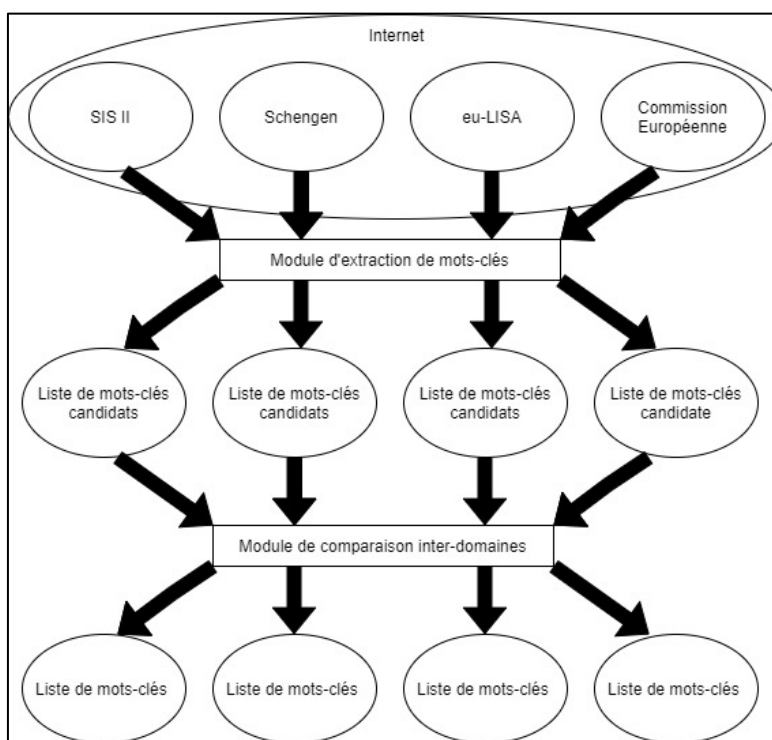 Internet
SIS II
Schengen
eu-LISA
Commission
Européenne
Module d'extraction de mots-clés
Liste de mots-clés
candidats
Liste de mots-clés
candidats
Liste de mots-clés
candidats
Liste de mots-clés
candidate
Module de comparaison inter-domaines
Liste de mots-clés
Liste de mots-clés
Liste de mots-clés
Liste de mots-clés